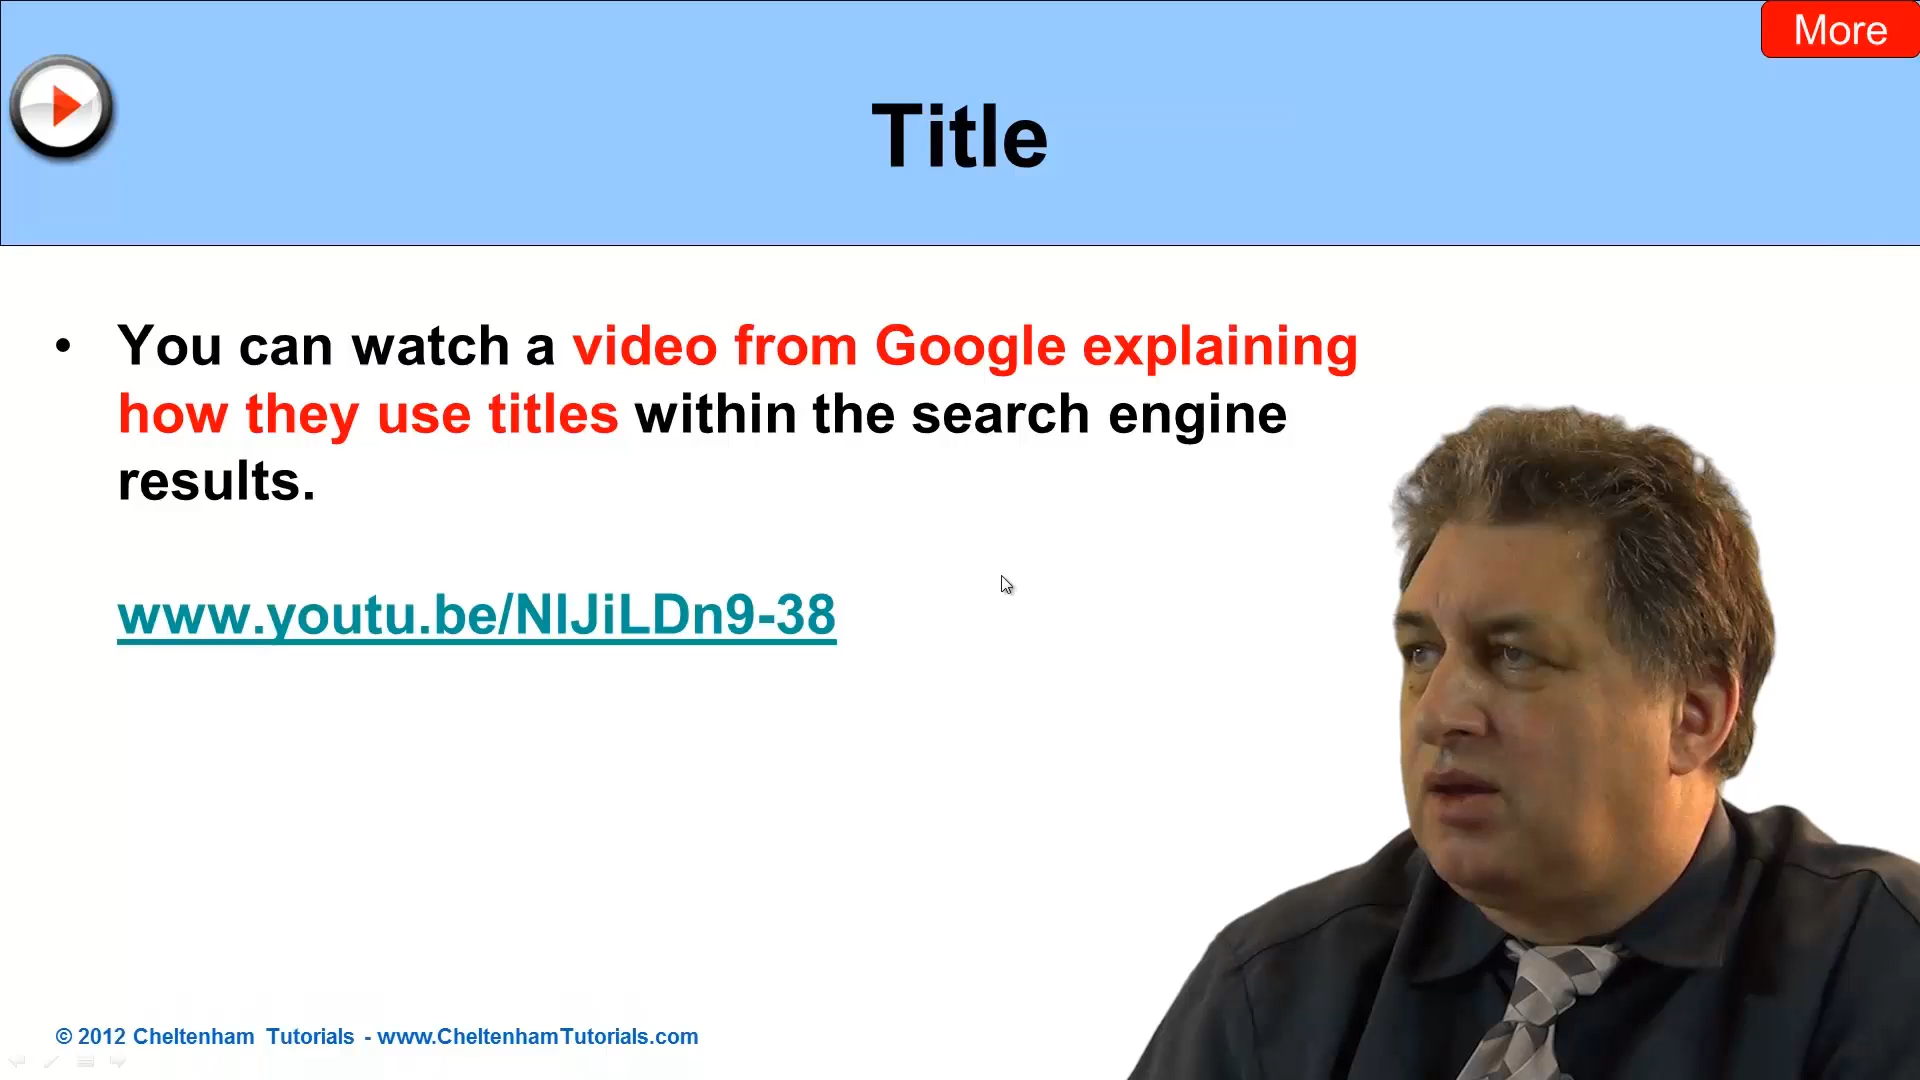 More
Title
• You can watch a video from Google explaining
how they use titles within the search engine
results.
www.youtu.be/NIJiLDn9-38
© 2012 Cheltenham Tutorials - www.CheltenhamTutorials.com